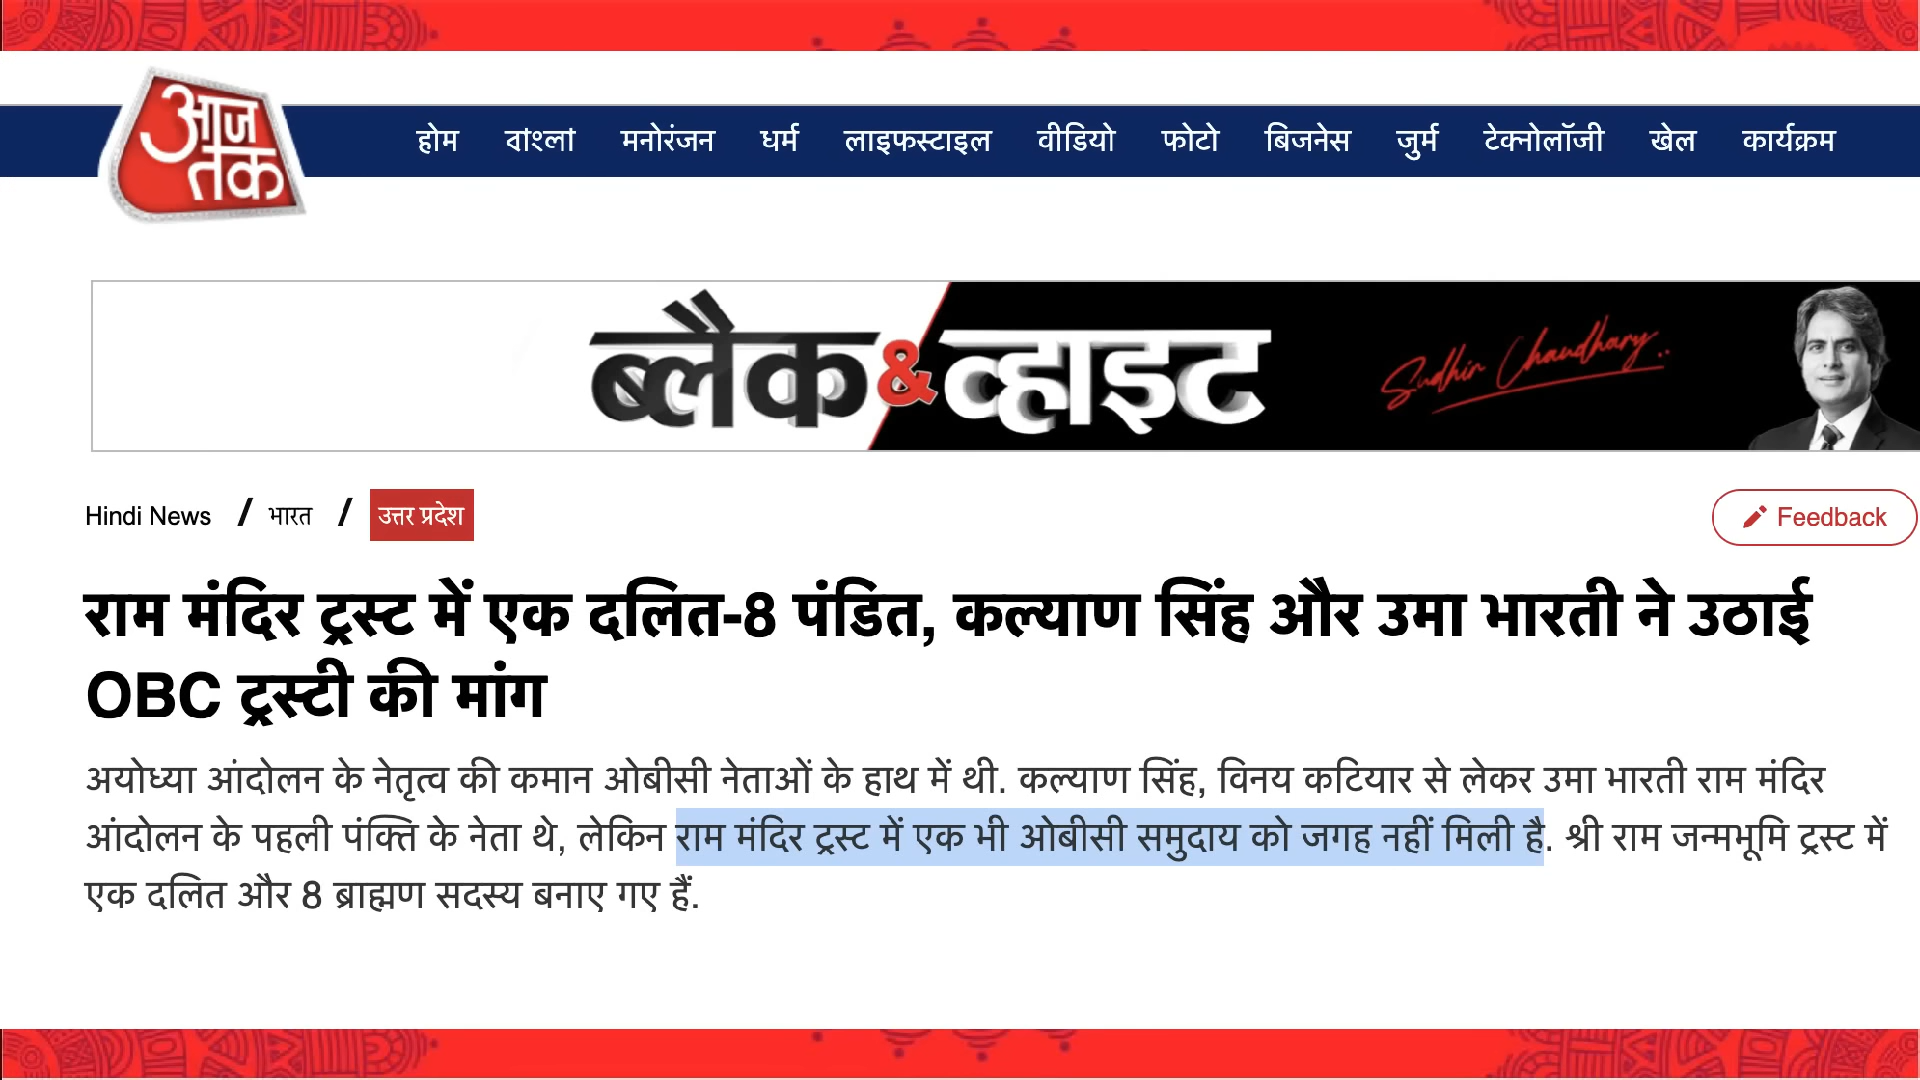 आज
तक
होम वांग्ला मनोरंजन धर्म लाइफस्टाइल वीडियो फोटो बिजनेस जुर्म टेक्नोलॉजी खेल कार्यक्रम
ब्लैक&व्हाइट Sudhir Chaudhary..
Hindi News / भारत / उत्तर प्रदेश
Feedback
राम मंदिर ट्रस्ट में एक दलित-8 पंडित, कल्याण सिंह और उमा भारती ने उठाई
OBC ट्रस्टी की मांग
अयोध्या आंदोलन के नेतृत्व की कमान ओबीसी नेताओं के हाथ में थी. कल्याण सिंह, विनय कटियार से लेकर उमा भारती राम मंदिर
आंदोलन के पहली पंक्ति के नेता थे, लेकिन राम मंदिर ट्रस्ट में एक भी ओबीसी समुदाय को जगह नहीं मिली है. श्री राम जन्मभूमि ट्रस्ट में
एक दलित और 8 ब्राह्मण सदस्य बनाए गए हैं.